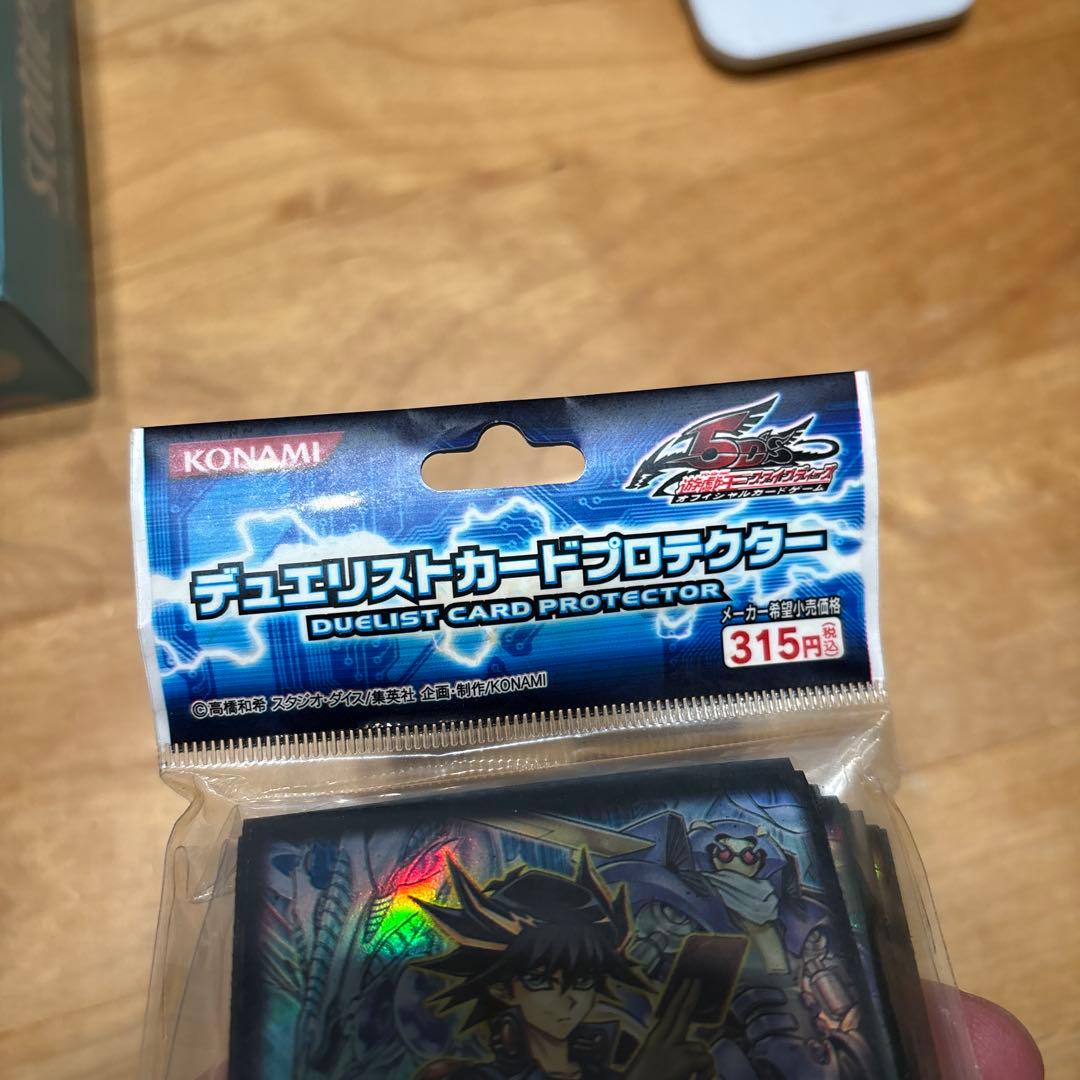 KONAMI
5D's
遊戯王ファイブディーズ
オフィシャルカードゲーム
デュエリストカードプロテクター
DUELIST CARD PROTECTOR
メーカー希望小売価格
315円(税込)
©高橋和希 スタジオ・ダイス/集英社 企画・制作/KONAMI